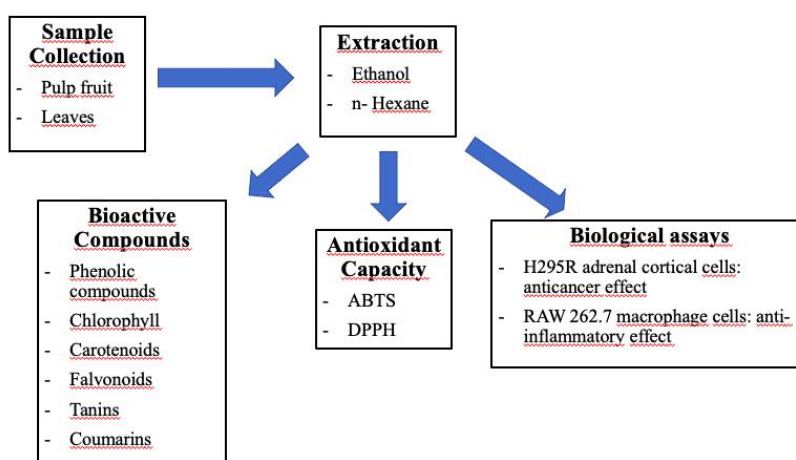 Sample
Collection
- Pulp fruit
- Leaves
Extraction
- Ethanol
- n- Hexane
Bioactive
Compounds
- Phenolic
compounds
- Chlorophyll
- Carotenoids
- Falvonoids
- Tanins
- Coumarins
Antioxidant
Capacity
- ABTS
- DPPH
Biological assays
- H295R adrenal cortical cells:
anticancer effect
- RAW 262.7 macrophage cells: anti-
inflammatory effect